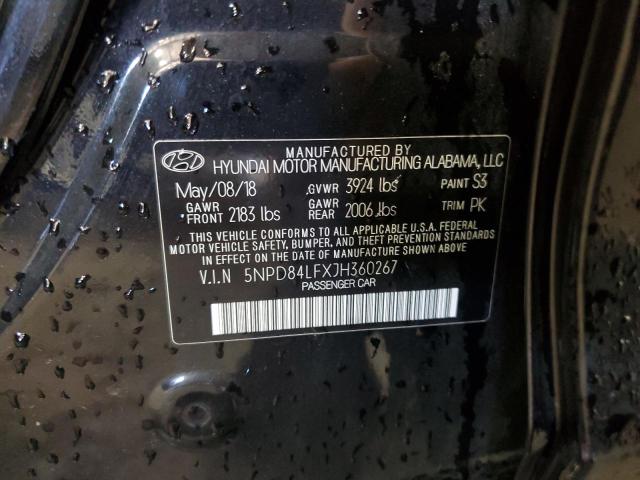 MANUFACTURED BY
HYUNDAI MOTOR MANUFACTURING ALABAMA, LLC
May/08/18 GVWR 3924 lbs PAINT S3
GAWR FRONT 2183 lbs GAWR REAR 2006 lbs TRIM PK
THIS VEHICLE CONFORMS TO ALL APPLICABLE U.S.A. FEDERAL
MOTOR VEHICLE SAFETY, BUMPER, AND THEFT PREVENTION STANDARDS
IN EFFECT ON THE DATE OF MANUFACTURE SHOWN ABOVE.
V.I.N 5NPD84LFXJH360267
PASSENGER CAR